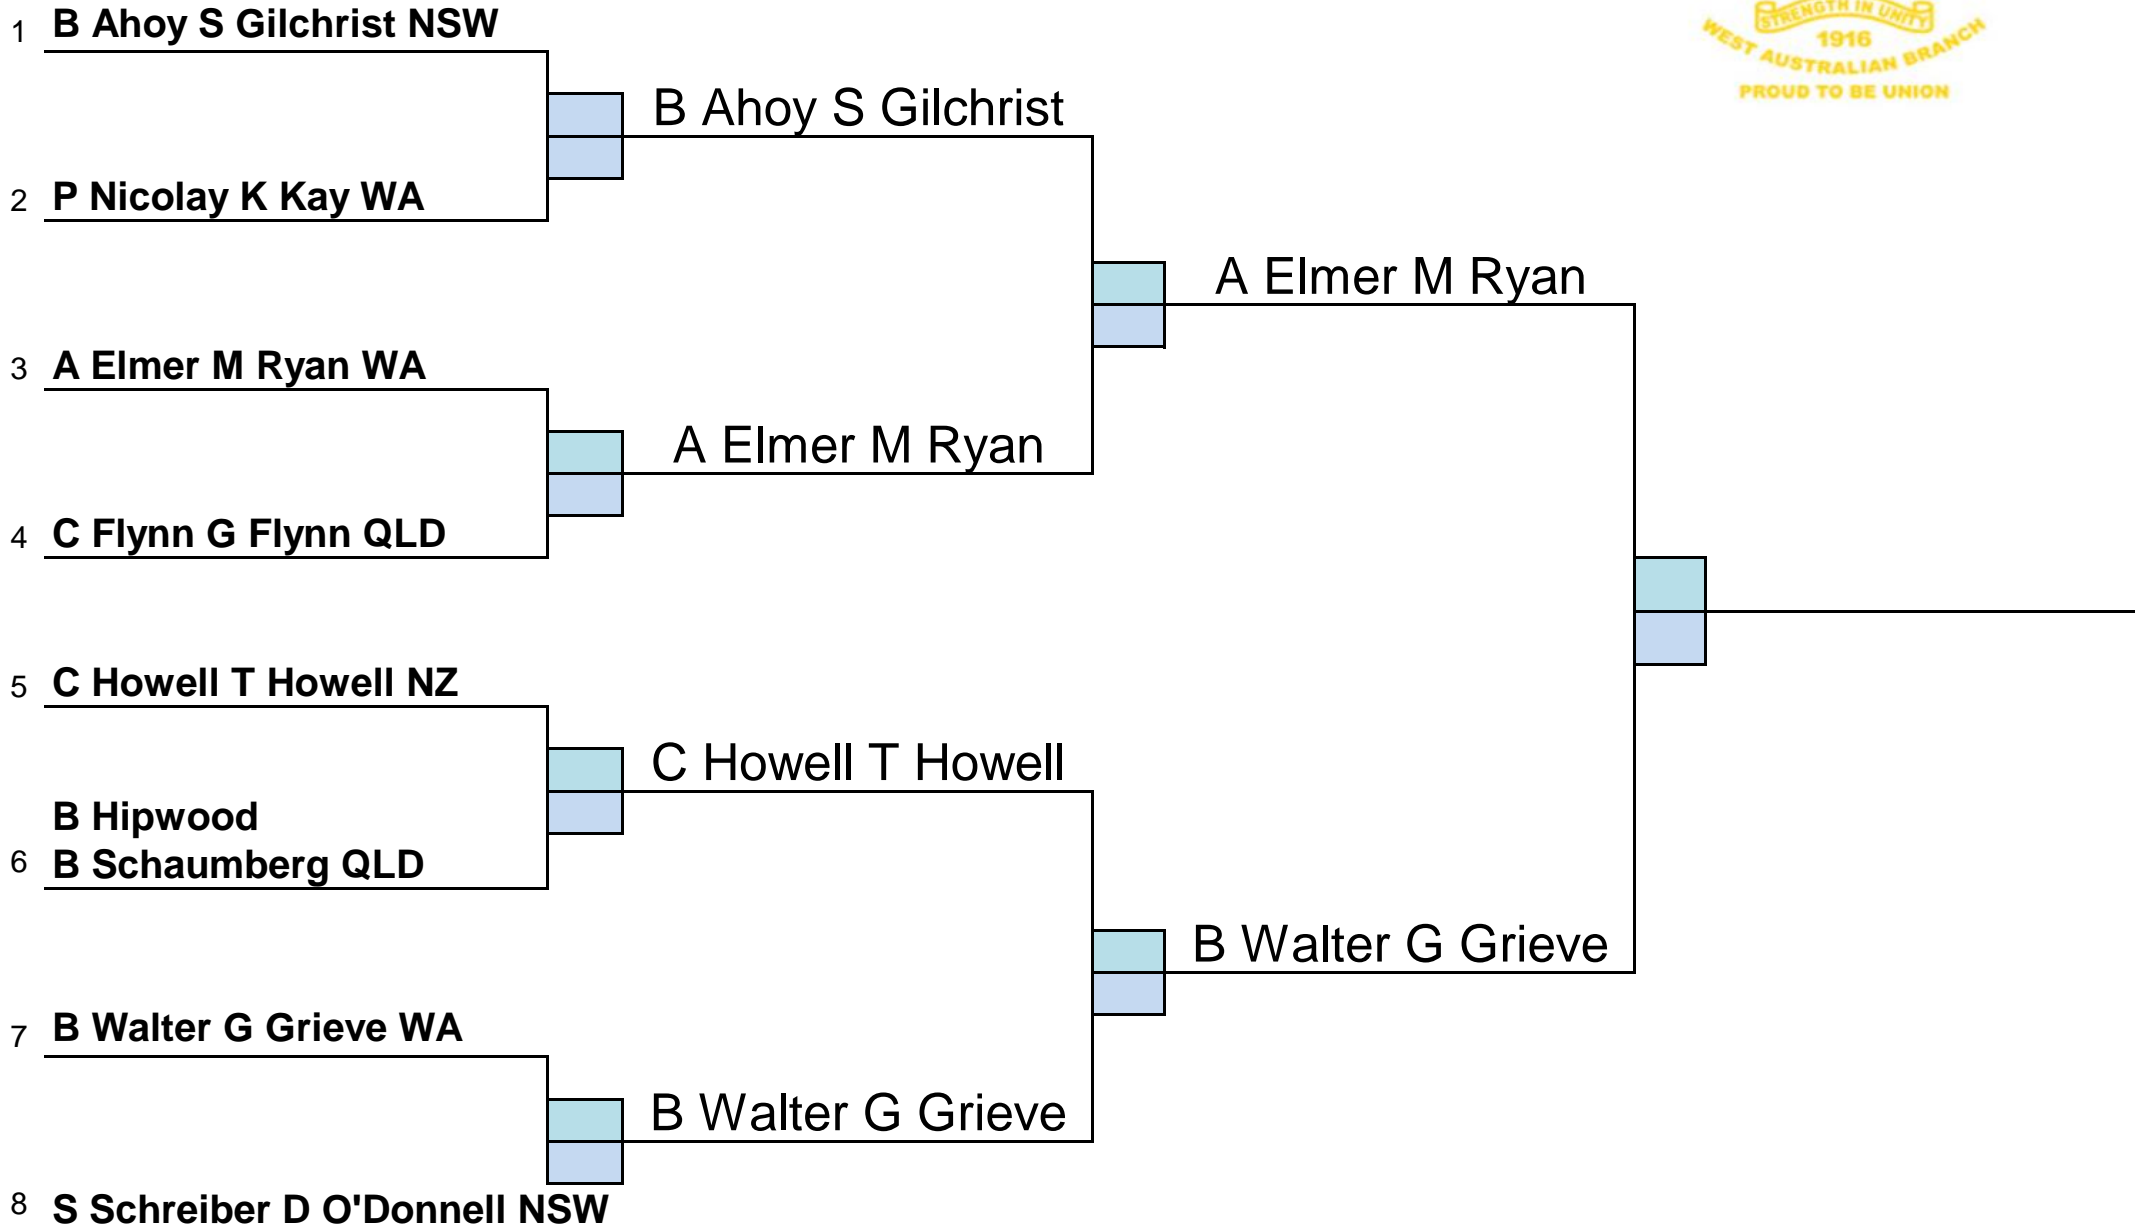 1 B Ahoy S Gilchrist NSW
STRENGTH IN UNITY
1916
WEST AUSTRALIAN BRANCH
PROUD TO BE UNION
B Ahoy S Gilchrist
2 P Nicolay K Kay WA
A Elmer M Ryan
3 A Elmer M Ryan WA
A Elmer M Ryan
4 C Flynn G Flynn QLD
5 C Howell T Howell NZ
C Howell T Howell
B Hipwood
6 B Schaumberg QLD
B Walter G Grieve
7 B Walter G Grieve WA
B Walter G Grieve
8 S Schreiber D O'Donnell NSW